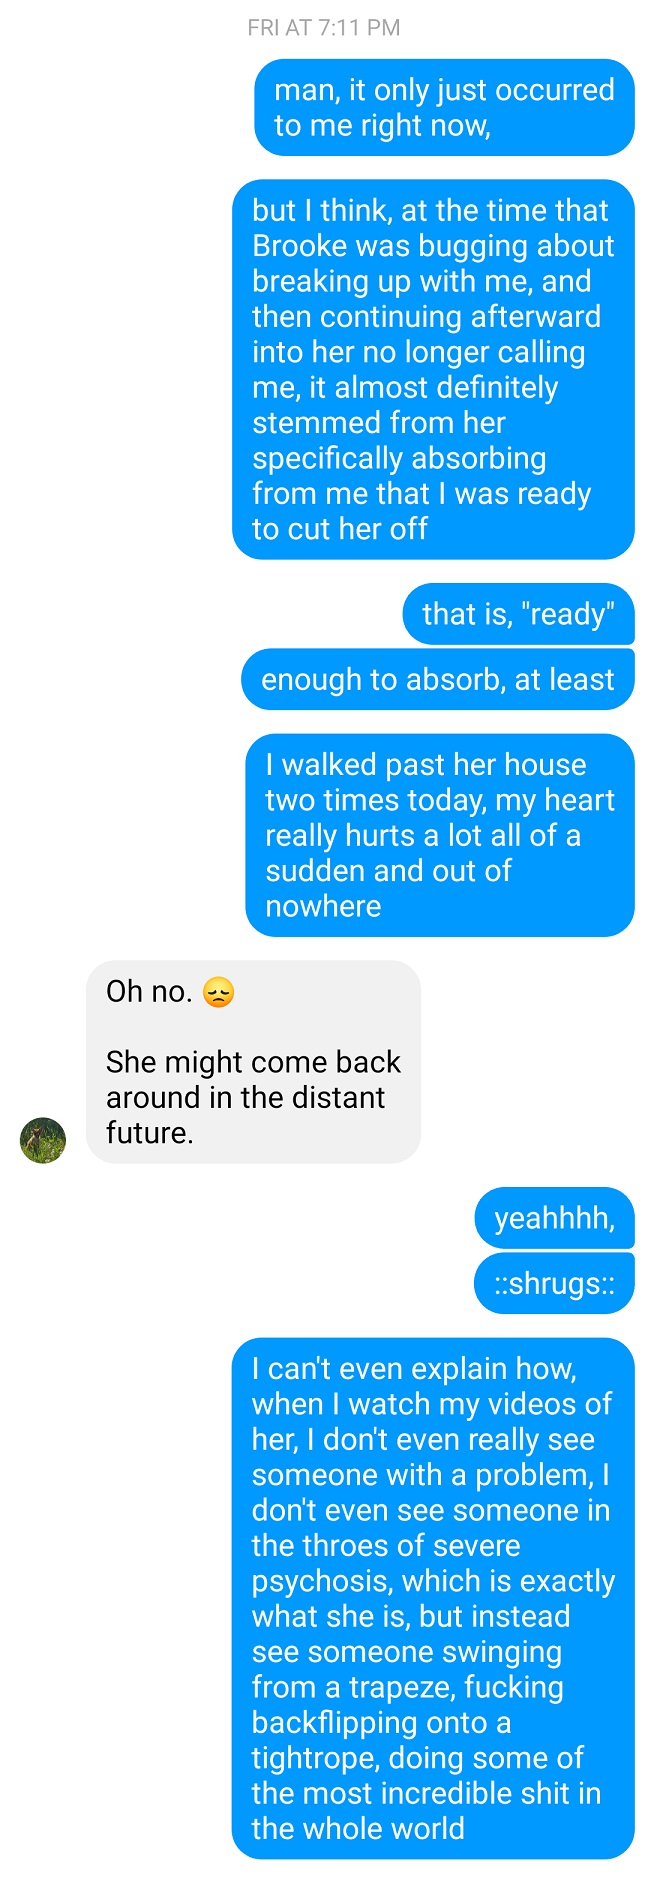 FRI AT 7:11 PM
man, it only just occurred
to me right now,
but I think, at the time that
Brooke was bugging about
breaking up with me, and
then continuing afterward
into her no longer calling
me, it almost definitely
stemmed from her
specifically absorbing
from me that I was ready
to cut her off
that is, "ready"
enough to absorb, at least
I walked past her house
two times today, my heart
really hurts a lot all of a
sudden and out of
nowhere
Oh no. 😞
She might come back
around in the distant
future.
yeahhhh,
::shrugs::
I can't even explain how,
when I watch my videos of
her, I don't even really see
someone with a problem, I
don't even see someone in
the throes of severe
psychosis, which is exactly
what she is, but instead
see someone swinging
from a trapeze, fucking
backflipping onto a
tightrope, doing some of
the most incredible shit in
the whole world